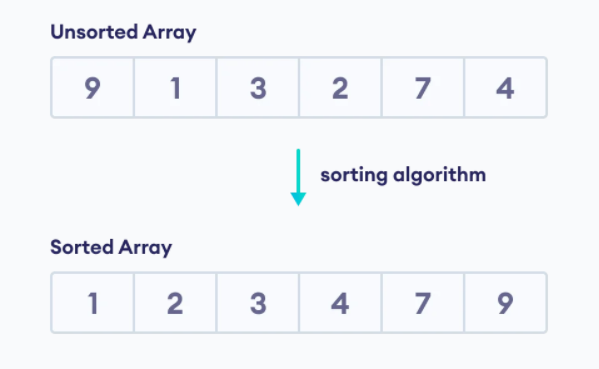 Unsorted Array
9 1 3 2 7 4
sorting algorithm
Sorted Array
1 2 3 4 7 9